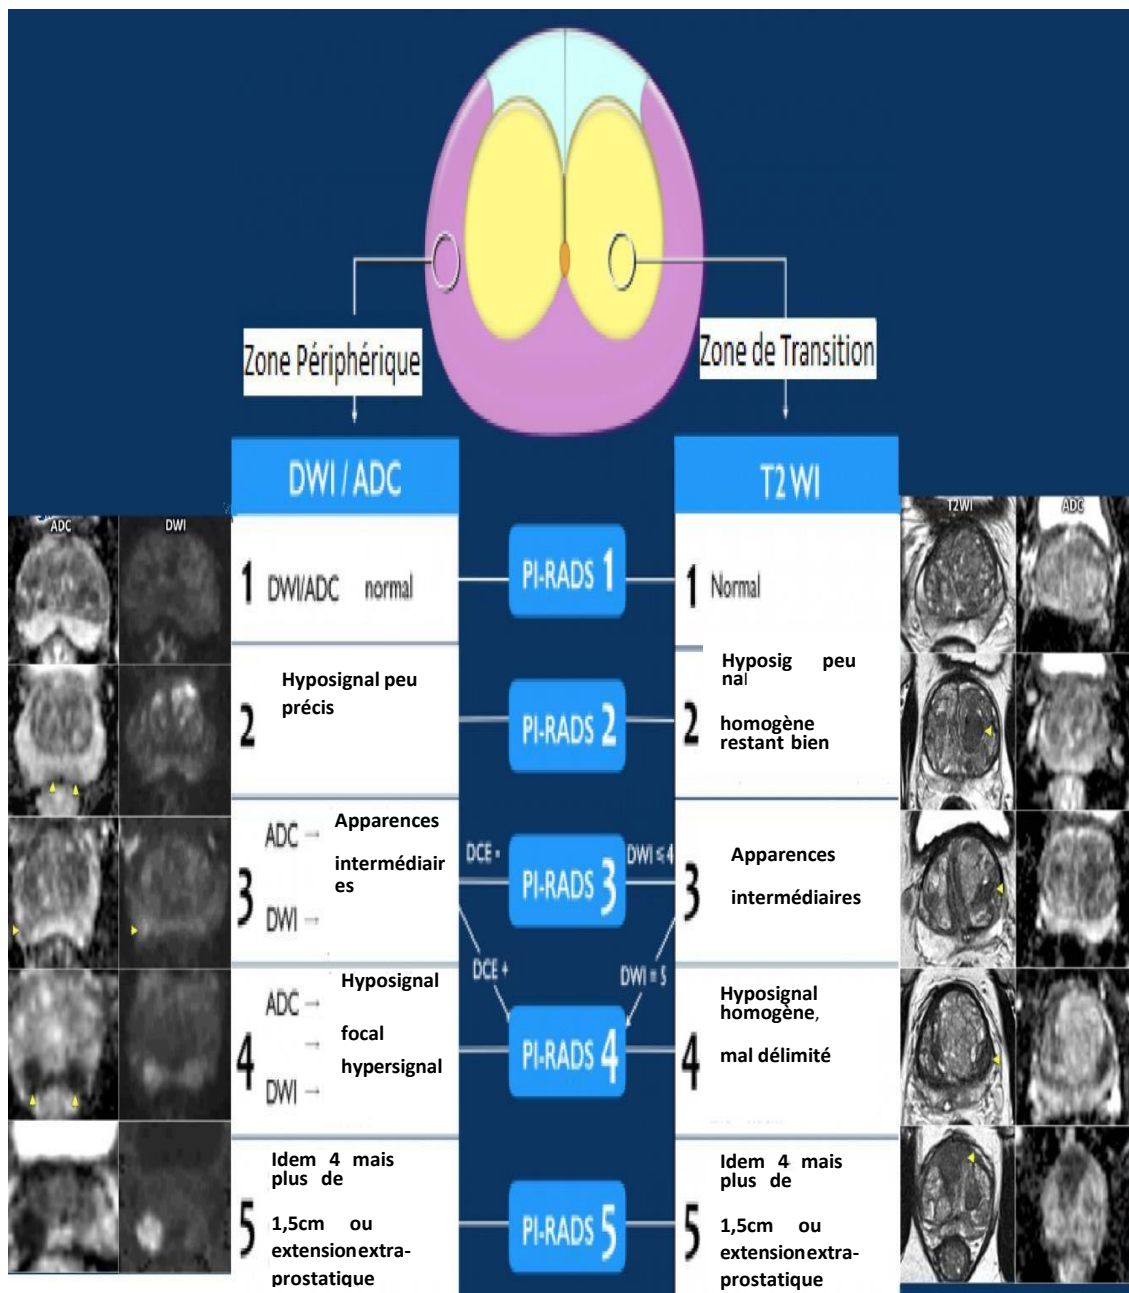 Zone Périphérique
Zone de Transition
DWI / ADC
T2WI
ADC
DWI
T2WI
ADC
1
DWI/ADC normal
PI-RADS 1
1
Normal
2
Hyposignal peu
précis
PI-RADS 2
2
Hyposig peu
nal
homogène
restant bien
3
ADC →
Apparences
intermédiair
es
DWI →
DCE -
PI-RADS 3
DWI ≤ 4
3
Apparences
intermédiaires
DCE +
DWI = 5
4
ADC →
Hyposignal
→
focal
hypersignal
DWI →
PI-RADS 4
4
Hyposignal
homogène,
mal délimité
5
Idem 4 mais
plus de
1,5cm ou
extensionextra-
prostatique
PI-RADS 5
5
Idem 4 mais
plus de
1,5cm ou
extensionextra-
prostatique